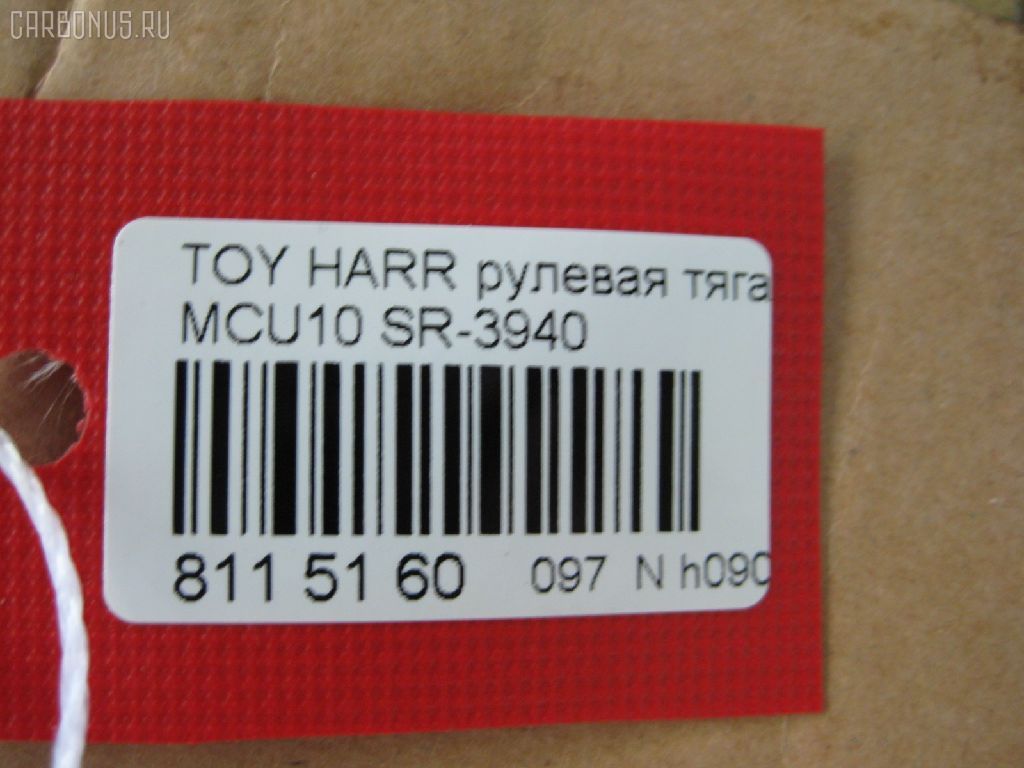 CARBONUS.RU
TOY HARR рулевая тяга
MCU10 SR-3940
811 51 60 097 N h090